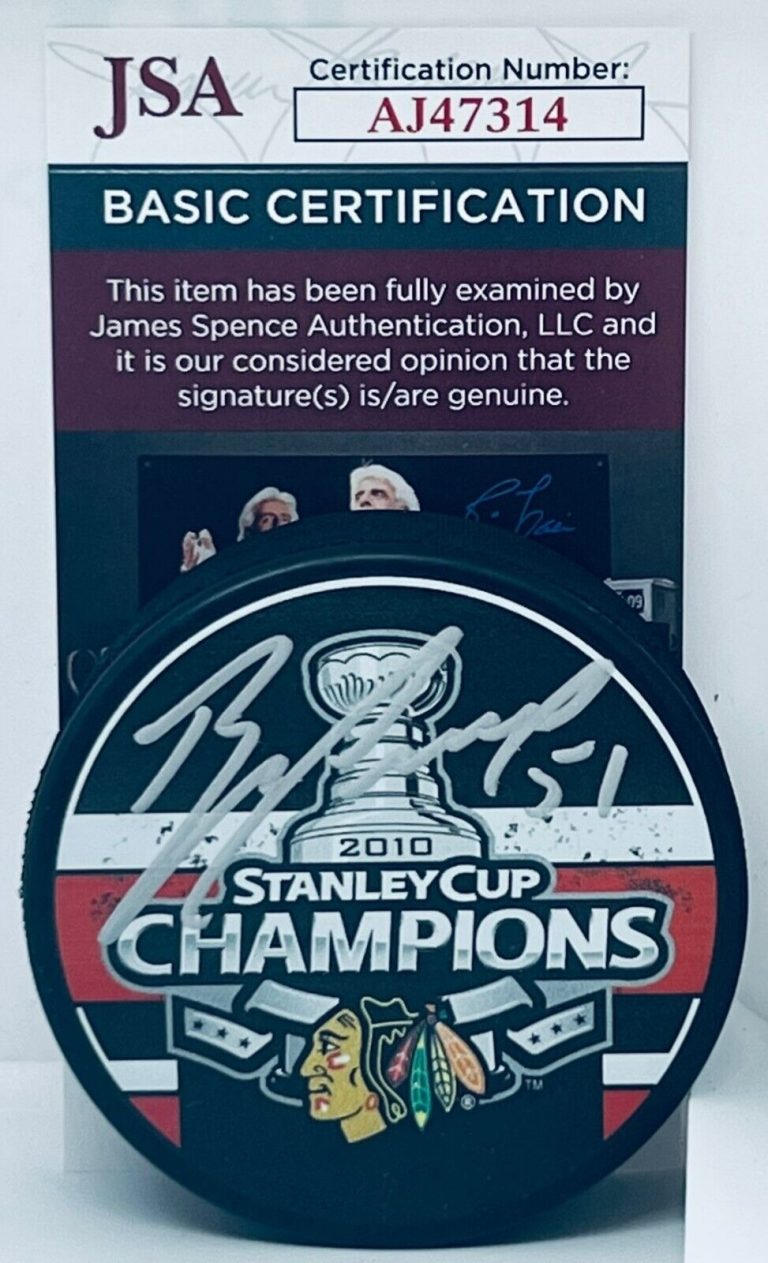 JSA
Certification Number:
AJ47314
BASIC CERTIFICATION
This item has been fully examined by
James Spence Authentication, LLC and
it is our considered opinion that the
signature(s) is/are genuine.
51
2010
STANLEY CUP
CHAMPIONS
TM
®